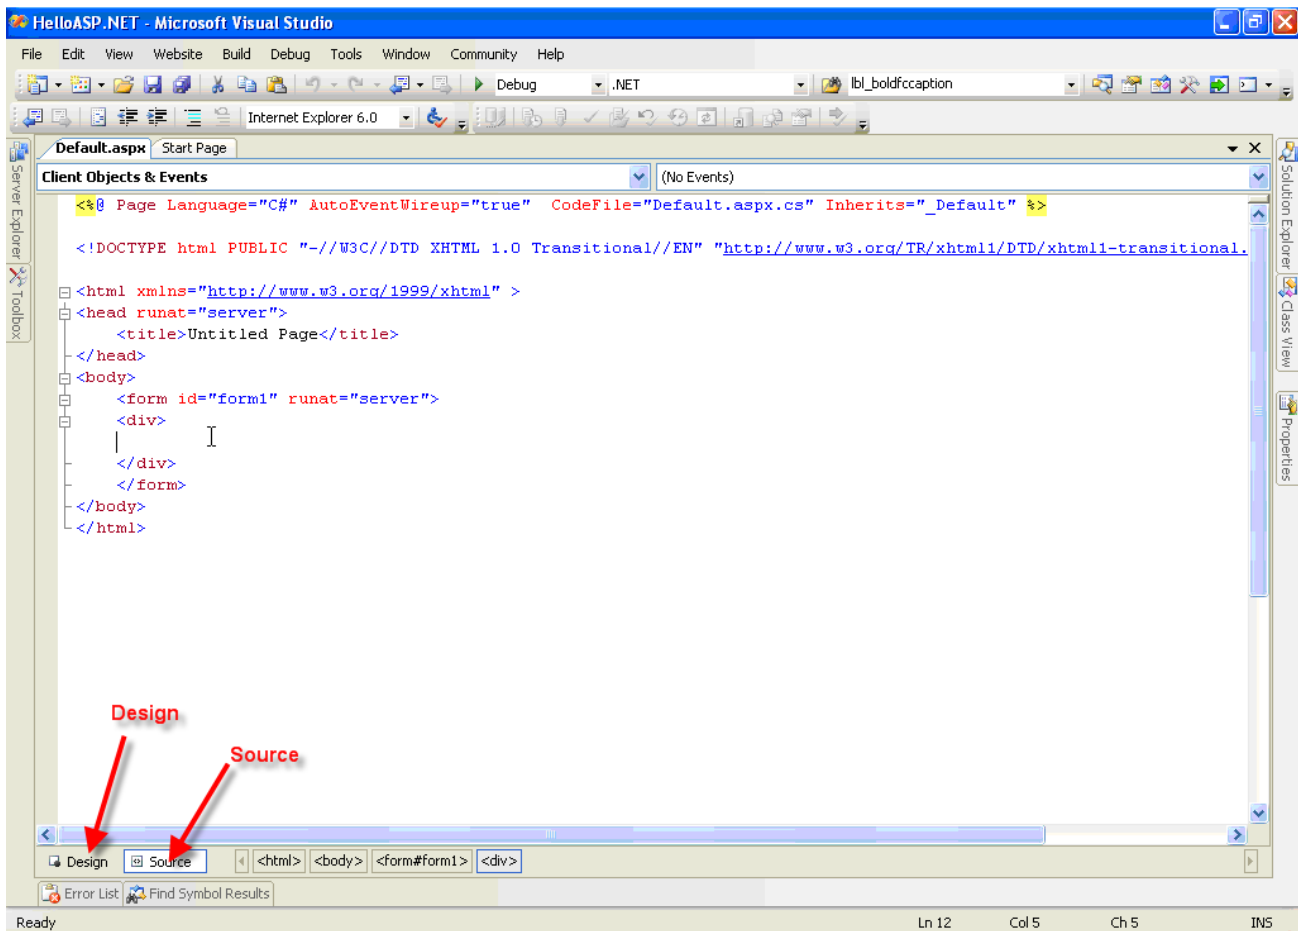 HelloASP.NET - Microsoft Visual Studio
File Edit View Website Build Debug Tools Window Community Help
Debug .NET lbl_boldfccaption
Internet Explorer 6.0
Default.aspx Start Page
Client Objects & Events (No Events)
<%@ Page Language="C#" AutoEventWireup="true"  CodeFile="Default.aspx.cs" Inherits="_Default" %>
<!DOCTYPE html PUBLIC "-//W3C//DTD XHTML 1.0 Transitional//EN" "http://www.w3.org/TR/xhtml1/DTD/xhtml1-transitional.
<html xmlns="http://www.w3.org/1999/xhtml" >
<head runat="server">
<title>Untitled Page</title>
</head>
<body>
<form id="form1" runat="server">
<div>
</div>
</form>
</body>
</html>
Server Explorer
Toolbox
Solution Explorer
Class View
Properties
Design
Source
Design Source <html> <body> <form#form1> <div>
Error List Find Symbol Results
Ready Ln 12 Col 5 Ch 5 INS